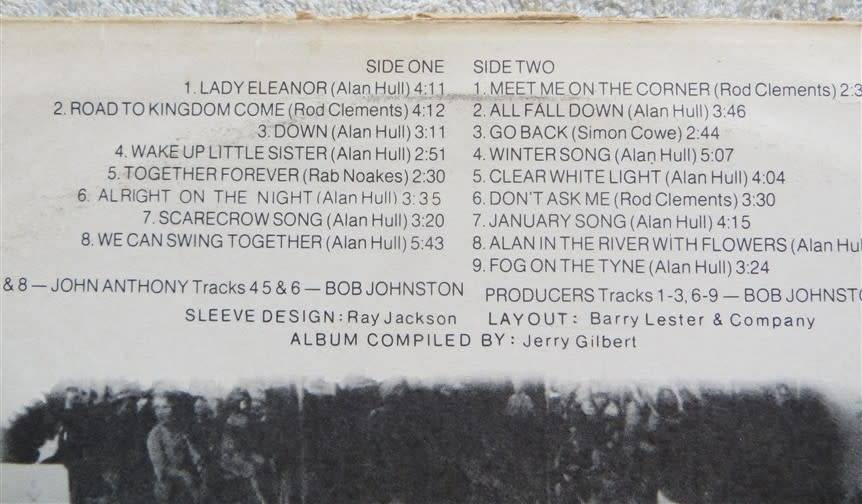 SIDE ONE
1. LADY ELEANOR (Alan Hull) 4:11
2. ROAD TO KINGDOM COME (Rod Clements) 4:12
3. DOWN (Alan Hull) 3:11
4. WAKE UP LITTLE SISTER (Alan Hull) 2:51
5. TOGETHER FOREVER (Rab Noakes) 2:30
6. ALRIGHT ON THE NIGHT (Alan Hull) 3:35
7. SCARECROW SONG (Alan Hull) 3:20
8. WE CAN SWING TOGETHER (Alan Hull) 5:43
& 8 — JOHN ANTHONY Tracks 4 5 & 6 — BOB JOHNSTON
SIDE TWO
1. MEET ME ON THE CORNER (Rod Clements) 2:3
2. ALL FALL DOWN (Alan Hull) 3:46
3. GO BACK (Simon Cowe) 2:44
4. WINTER SONG (Alan Hull) 5:07
5. CLEAR WHITE LIGHT (Alan Hull) 4:04
6. DON'T ASK ME (Rod Clements) 3:30
7. JANUARY SONG (Alan Hull) 4:15
8. ALAN IN THE RIVER WITH FLOWERS (Alan Hul
9. FOG ON THE TYNE (Alan Hull) 3:24
PRODUCERS Tracks 1-3, 6-9 — BOB JOHNSTO
SLEEVE DESIGN: Ray Jackson LAYOUT: Barry Lester & Company
ALBUM COMPILED BY: Jerry Gilbert